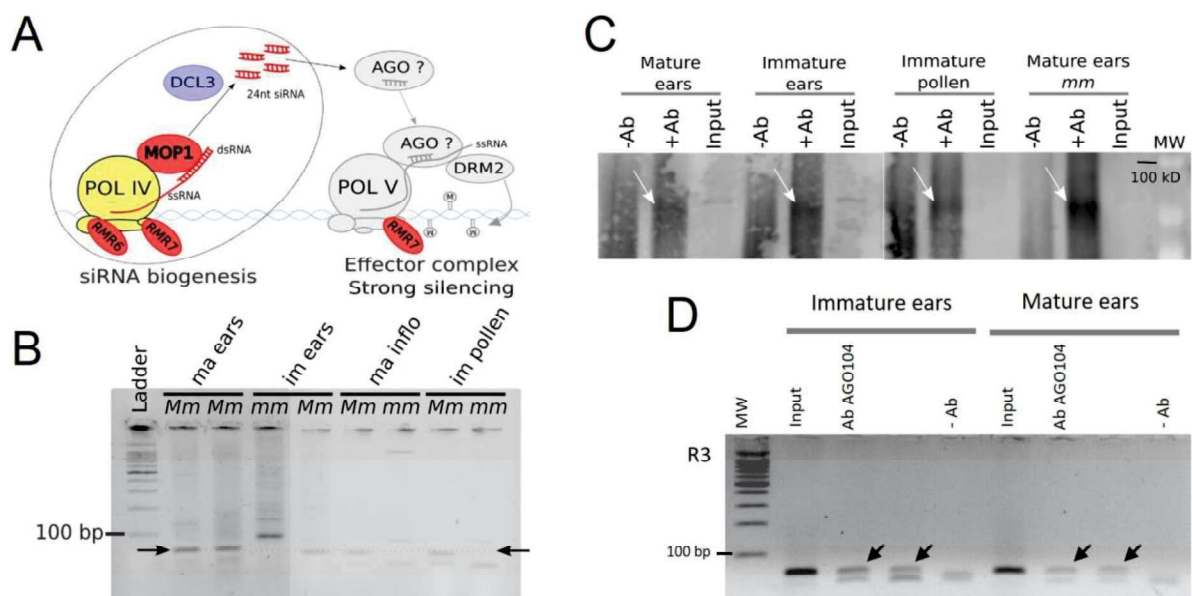 A
DCL3
24nt siRNA
AGO ?
MOP1
dsRNA
AGO ?
ssRNA
POL IV
ssRNA
POL V
DRM2
M
M
M
RMR6
RMR7
RMR7
siRNA biogenesis
Effector complex
Strong silencing
B
Ladder
ma ears
im ears
ma inflo
im pollen
Mm
Mm
mm
Mm
Mm
mm
Mm
mm
100 bp
C
Mature
ears
Immature
ears
Immature
pollen
Mature ears
mm
-Ab
+Ab
Input
-Ab
+Ab
Input
-Ab
+Ab
Input
-Ab
+Ab
Input
MW
100 kD
D
Immature ears
Mature ears
MW
Input
Ab AGO104
- Ab
Input
Ab AGO104
- Ab
R3
100 bp